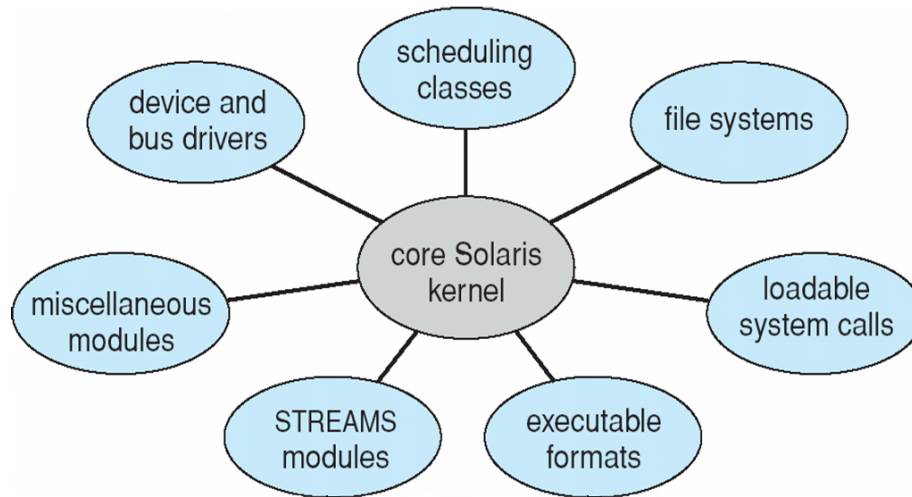 scheduling
classes
device and
bus drivers
file systems
core Solaris
kernel
miscellaneous
modules
loadable
system calls
STREAMS
modules
executable
formats